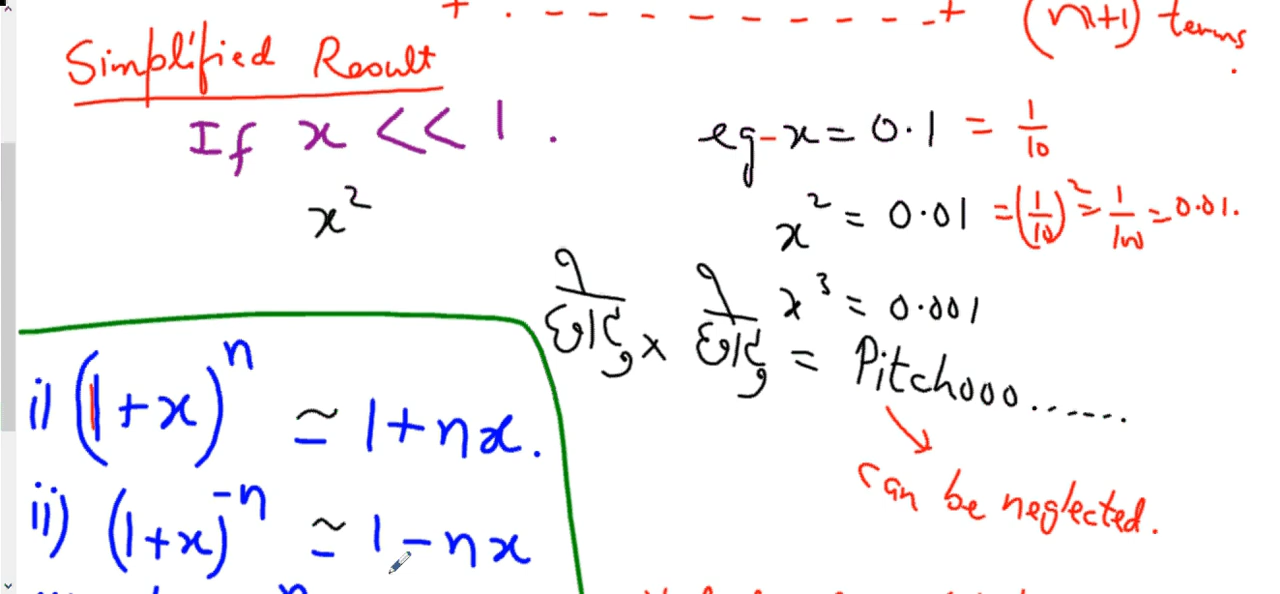 + . - - - - - - - - - - - + (n+1) terms.
Simplified Result
If x << 1 .
eg - x = 0.1 = 1/10
x²
x² = 0.01 = (1/10)² = 1/100 = 0.01.
x³ = 0.001
= Pitchooo......
can be neglected.
i) (1+x)ⁿ ≃ 1+nx.
ii) (1+x)⁻ⁿ ≃ 1-nx